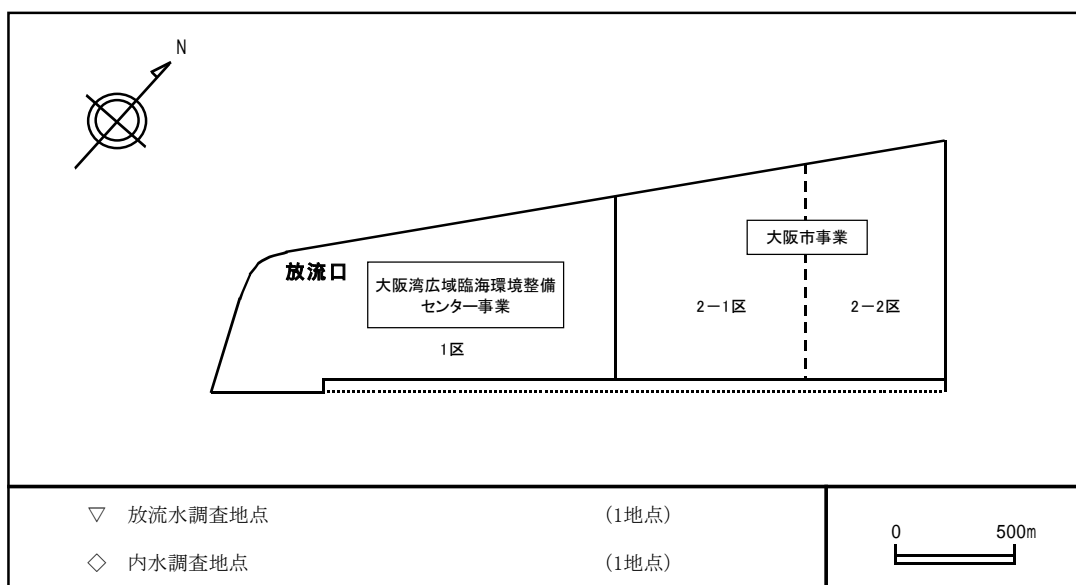 N
放流口
大阪湾広域臨海環境整備
センター事業
1区
大阪市事業
2－1区
2－2区
▽ 放流水調査地点 (1地点)
◇ 内水調査地点 (1地点)
0 500m